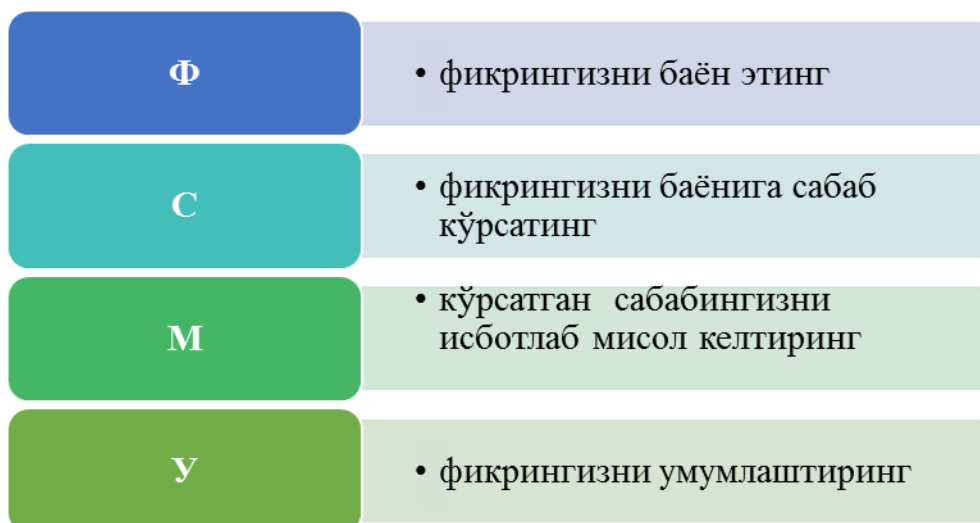 Ф
• фикрингизни баён этинг
С
• фикрингизни баёнига сабаб
кўрсатинг
М
• кўрсатган сабабингизни
исботлаб мисол келтиринг
У
• фикрингизни умумлаштиринг